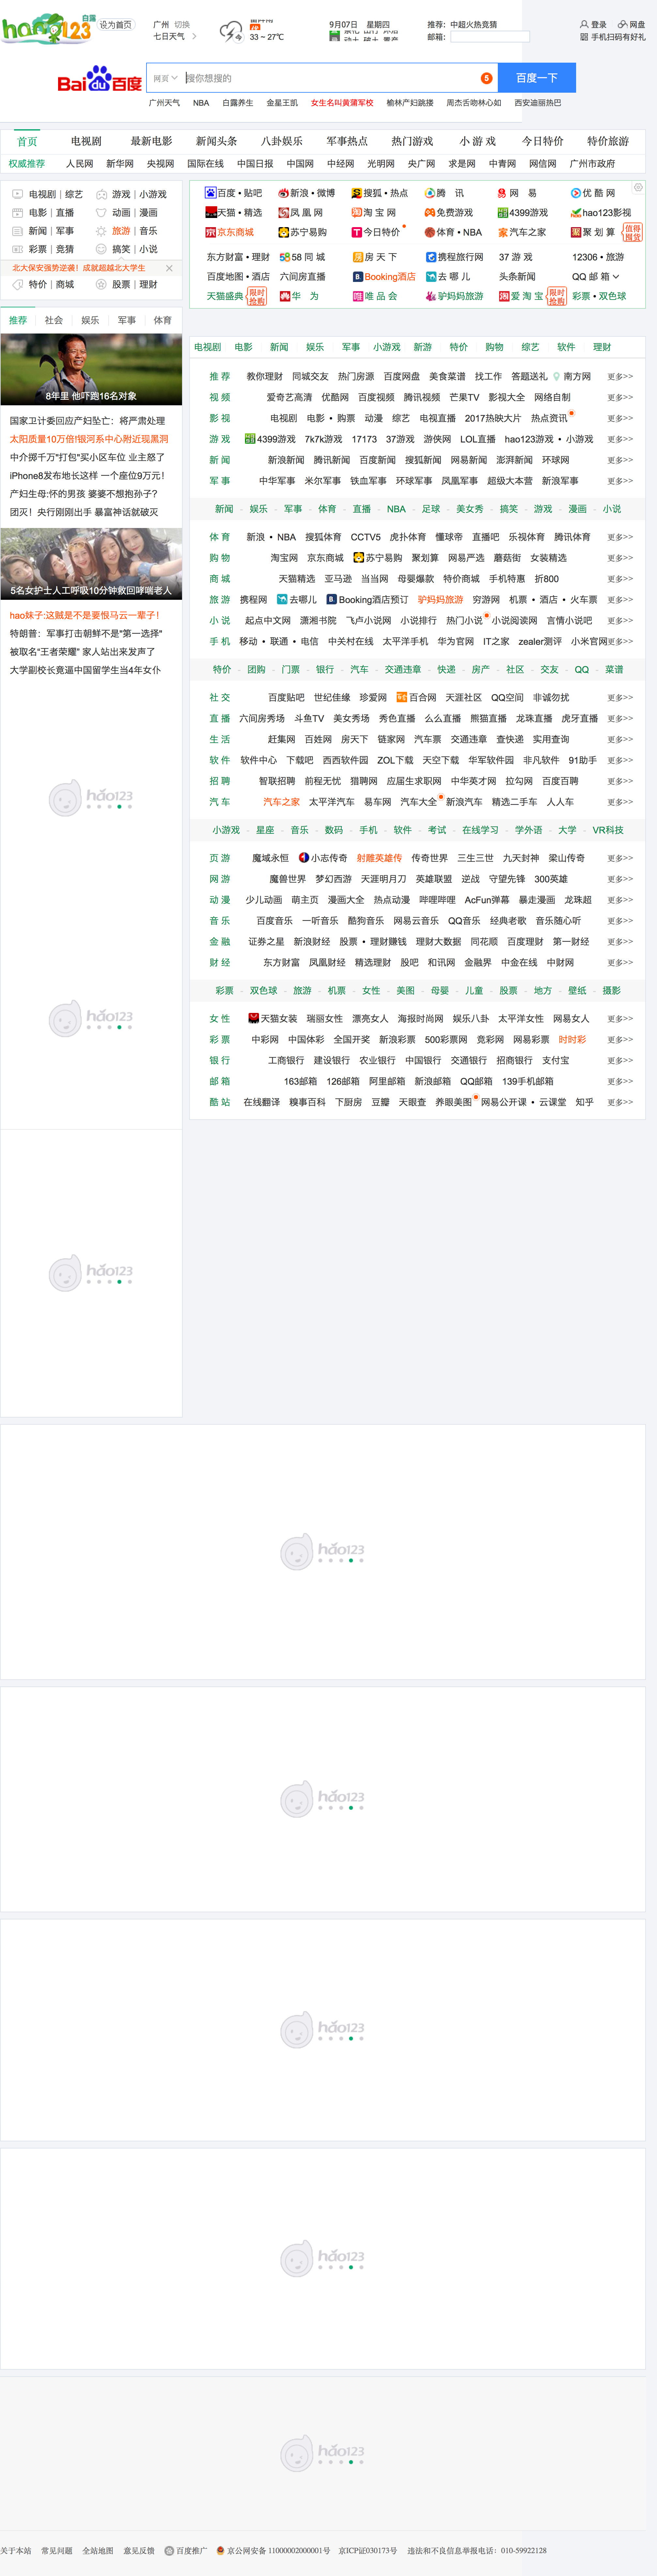 hao123 白露 设为首页
广州 切换
七日天气
33 ~ 27℃
9月07日 星期四
推荐: 中超火热竞猜
邮箱:
登录 网盘
手机扫码有好礼
Bai 百度
网页 搜你想搜的 5 百度一下
广州天气 NBA 白露养生 金星王凯 女生名叫黄蒲军校 榆林产妇跳搂 周杰舌吻林心如 西安迪丽热巴
首页 电视剧 最新电影 新闻头条 八卦娱乐 军事热点 热门游戏 小 游 戏 今日特价 特价旅游
权威推荐 人民网 新华网 央视网 国际在线 中国日报 中国网 中经网 光明网 央广网 求是网 中青网 网信网 广州市政府
电视剧 | 综艺 游戏 | 小游戏
电影 | 直播 动画 | 漫画
新闻 | 军事 旅游 | 音乐
彩票 | 竞猜 搞笑 | 小说
北大保安强势逆袭！成就超越北大学生
特价 | 商城 股票 | 理财
推荐 社会 娱乐 军事 体育
8年里 他吓跑16名对象
国家卫计委回应产妇坠亡：将严肃处理
太阳质量10万倍!银河系中心附近现黑洞
中介掷千万"打包"买小区车位 业主怒了
iPhone8发布地长这样 一个座位9万元！
产妇生母:怀的男孩 婆婆不想抱孙子？
团灭！央行刚刚出手 暴富神话就破灭
5名女护士人工呼吸10分钟救回哮喘老人
hao妹子:这贼是不是要恨马云一辈子！
特朗普：军事打击朝鲜不是"第一选择"
被取名"王者荣耀" 家人站出来发声了
大学副校长竟逼中国留学生当4年女仆
hao123
hao123
hao123
百度 • 贴吧 新浪 • 微博 搜狐 • 热点 腾 讯 网 易 优 酷 网
天猫 • 精选 凤 凰 网 淘 宝 网 免费游戏 4399游戏 hao123影视
京东商城 苏宁易购 今日特价 体育 • NBA 汽车之家 聚 划 算 值得囤货
东方财富 • 理财 58 同 城 房 天 下 携程旅行网 37 游 戏 12306 • 旅游
百度地图 • 酒店 六间房直播 Booking酒店 去 哪 儿 头条新闻 QQ 邮 箱
天猫盛典 限时抢购 华 为 唯 品 会 驴妈妈旅游 爱 淘 宝 限时抢购 彩票 • 双色球
电视剧 电影 新闻 娱乐 军事 小游戏 新游 特价 购物 综艺 软件 理财
推 荐 教你理财 同城交友 热门房源 百度网盘 美食菜谱 找工作 答题送礼 南方网 更多>>
视 频 爱奇艺高清 优酷网 百度视频 腾讯视频 芒果TV 影视大全 网络自制 更多>>
影 视 电视剧 电影 • 购票 动漫 综艺 电视直播 2017热映大片 热点资讯 更多>>
游 戏 4399游戏 7k7k游戏 17173 37游戏 游侠网 LOL直播 hao123游戏 • 小游戏 更多>>
新 闻 新浪新闻 腾讯新闻 百度新闻 搜狐新闻 网易新闻 澎湃新闻 环球网 更多>>
军 事 中华军事 米尔军事 铁血军事 环球军事 凤凰军事 超级大本营 新浪军事 更多>>
新闻 - 娱乐 - 军事 - 体育 - 直播 - NBA - 足球 - 美女秀 - 搞笑 - 游戏 - 漫画 - 小说
体 育 新浪 • NBA 搜狐体育 CCTV5 虎扑体育 懂球帝 直播吧 乐视体育 腾讯体育 更多>>
购 物 淘宝网 京东商城 苏宁易购 聚划算 网易严选 蘑菇街 女装精选 更多>>
商 城 天猫精选 亚马逊 当当网 母婴爆款 特价商城 手机特惠 折800 更多>>
旅 游 携程网 去哪儿 Booking酒店预订 驴妈妈旅游 穷游网 机票 • 酒店 • 火车票 更多>>
小 说 起点中文网 潇湘书院 飞卢小说网 小说排行 热门小说 小说阅读网 言情小说吧 更多>>
手 机 移动 • 联通 • 电信 中关村在线 太平洋手机 华为官网 IT之家 zealer测评 小米官网 更多>>
特价 - 团购 - 门票 - 银行 - 汽车 - 交通违章 - 快递 - 房产 - 社区 - 交友 - QQ - 菜谱
社 交 百度贴吧 世纪佳缘 珍爱网 百合网 天涯社区 QQ空间 非诚勿扰 更多>>
直 播 六间房秀场 斗鱼TV 美女秀场 秀色直播 么么直播 熊猫直播 龙珠直播 虎牙直播 更多>>
生 活 赶集网 百姓网 房天下 链家网 汽车票 交通违章 查快递 实用查询 更多>>
软 件 软件中心 下载吧 西西软件园 ZOL下载 天空下载 华军软件园 非凡软件 91助手 更多>>
招 聘 智联招聘 前程无忧 猎聘网 应届生求职网 中华英才网 拉勾网 百度百聘 更多>>
汽 车 汽车之家 太平洋汽车 易车网 汽车大全 新浪汽车 精选二手车 人人车 更多>>
小游戏 - 星座 - 音乐 - 数码 - 手机 - 软件 - 考试 - 在线学习 - 学外语 - 大学 - VR科技
页 游 魔域永恒 小志传奇 射雕英雄传 传奇世界 三生三世 九天封神 梁山传奇 更多>>
网 游 魔兽世界 梦幻西游 天涯明月刀 英雄联盟 逆战 守望先锋 300英雄 更多>>
动 漫 少儿动画 萌主页 漫画大全 热点动漫 哔哩哔哩 AcFun弹幕 暴走漫画 龙珠超 更多>>
音 乐 百度音乐 一听音乐 酷狗音乐 网易云音乐 QQ音乐 经典老歌 音乐随心听 更多>>
金 融 证券之星 新浪财经 股票 • 理财赚钱 理财大数据 同花顺 百度理财 第一财经 更多>>
财 经 东方财富 凤凰财经 精选理财 股吧 和讯网 金融界 中金在线 中财网 更多>>
彩票 - 双色球 - 旅游 - 机票 - 女性 - 美图 - 母婴 - 儿童 - 股票 - 地方 - 壁纸 - 摄影
女 性 天猫女装 瑞丽女性 漂亮女人 海报时尚网 娱乐八卦 太平洋女性 网易女人 更多>>
彩 票 中彩网 中国体彩 全国开奖 新浪彩票 500彩票网 竞彩网 网易彩票 时时彩 更多>>
银 行 工商银行 建设银行 农业银行 中国银行 交通银行 招商银行 支付宝 更多>>
邮 箱 163邮箱 126邮箱 阿里邮箱 新浪邮箱 QQ邮箱 139手机邮箱 更多>>
酷 站 在线翻译 糗事百科 下厨房 豆瓣 天眼查 养眼美图 网易公开课 • 云课堂 知乎 更多>>
hao123
hao123
hao123
hao123
hao123
关于本站 常见问题 全站地图 意见反馈 百度推广 京公网安备 11000002000001号 京ICP证030173号 违法和不良信息举报电话：010-59922128